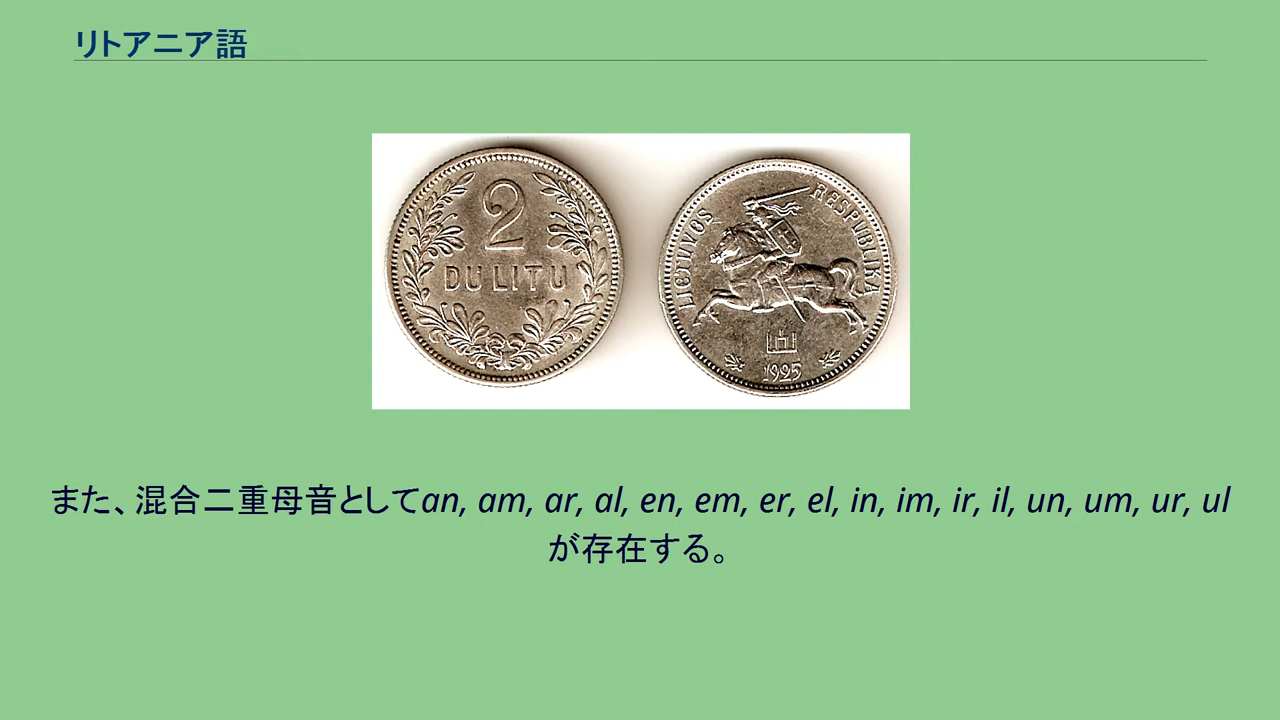 リトアニア語
2
DU LITU
LIETUVOS RESPUBLIKA
1925
また、混合二重母音としてan, am, ar, al, en, em, er, el, in, im, ir, il, un, um, ur, ul
が存在する。